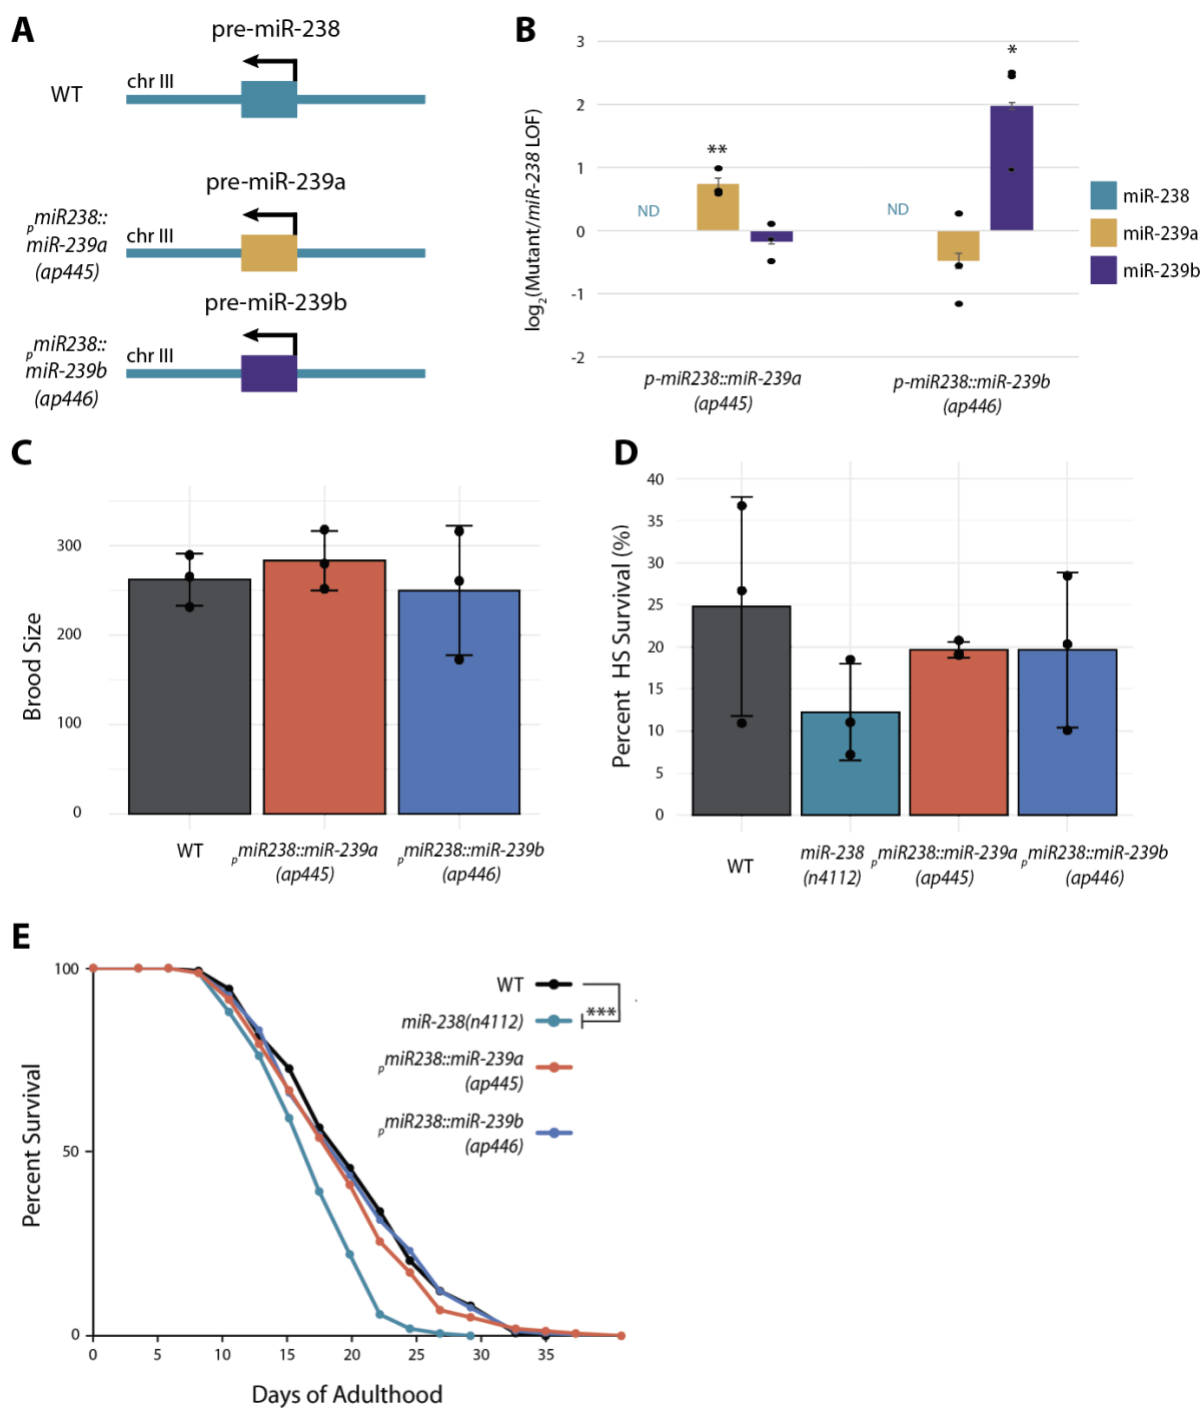 A
pre-miR-238
WT
chr III
pre-miR-239a
pmiR238::
miR-239a
(ap445)
chr III
pre-miR-239b
pmiR238::
miR-239b
(ap446)
chr III
B
log2(Mutant/miR-238 LOF)
3
2
1
0
-1
-2
ND
**
ND
*
p-miR238::miR-239a
(ap445)
p-miR238::miR-239b
(ap446)
miR-238
miR-239a
miR-239b
C
Brood Size
300
200
100
0
WT
pmiR238::miR-239a
(ap445)
pmiR238::miR-239b
(ap446)
D
Percent HS Survival (%)
40
35
30
25
20
15
10
5
0
WT
miR-238
(n4112)
pmiR238::miR-239a
(ap445)
pmiR238::miR-239b
(ap446)
E
Percent Survival
100
50
0
0 5 10 15 20 25 30 35
Days of Adulthood
WT
miR-238(n4112)
***
pmiR238::miR-239a
(ap445)
pmiR238::miR-239b
(ap446)